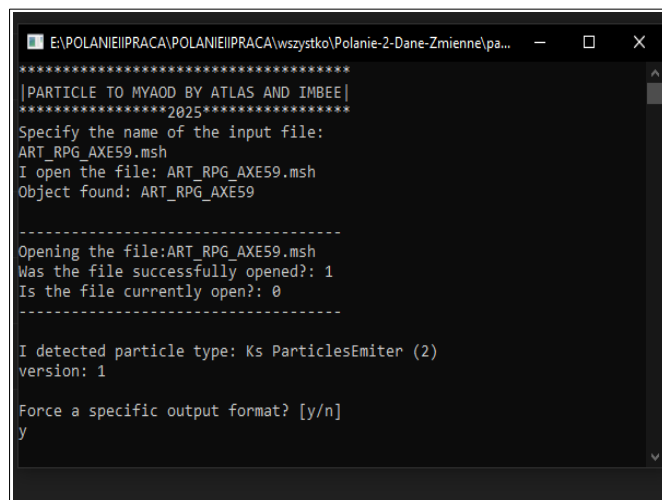 E:\POLANIEIIPRACA\POLANIEIIPRACA\wszystko\Polanie-2-Dane-Zmienne\pa...
**************************************
|PARTICLE TO MYAOD BY ATLAS AND IMBEE|
*****************2025*****************
Specify the name of the input file:
ART_RPG_AXE59.msh
I open the file: ART_RPG_AXE59.msh
Object found: ART_RPG_AXE59
-------------------------------------
Opening the file:ART_RPG_AXE59.msh
Was the file successfully opened?: 1
Is the file currently open?: 0
-------------------------------------
I detected particle type: Ks ParticlesEmiter (2)
version: 1
Force a specific output format? [y/n]
y